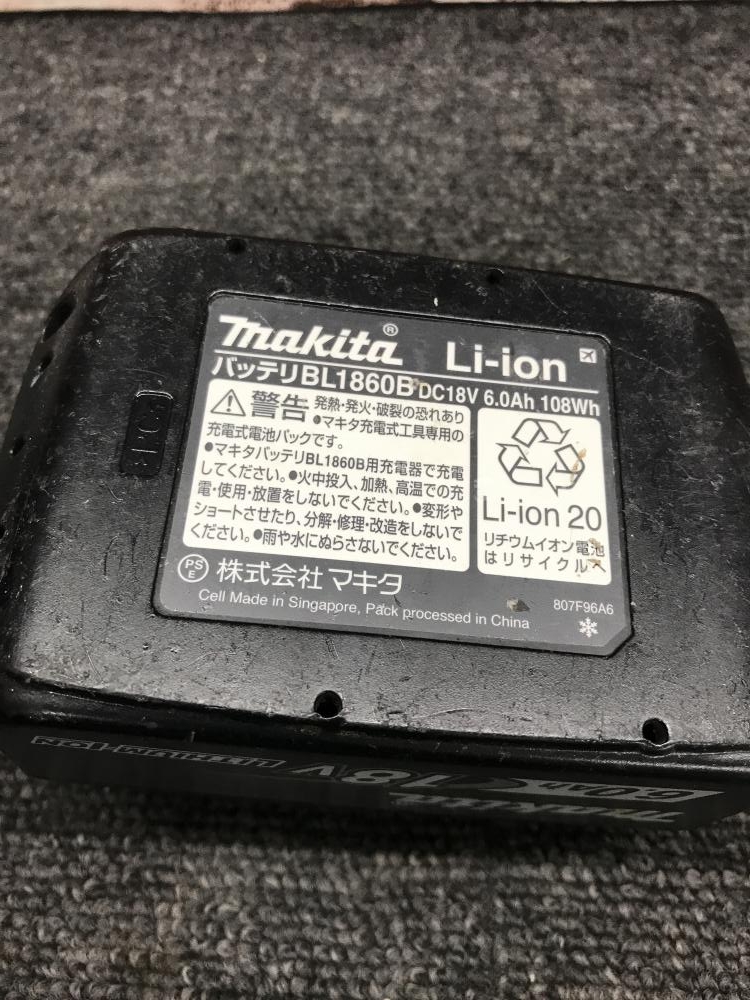 makita® Li-ion
バッテリBL1860B DC18V 6.0Ah 108Wh
警告 発熱・発火・破裂の恐れあり
●マキタ充電式工具専用の
充電式電池パックです。
●マキタバッテリBL1860B用充電器で充電
してください。●火中投入、加熱、高温での充
電・使用・放置をしないでください。●変形や
ショートさせたり、分解・修理・改造をしないで
ください。●雨や水にぬらさないでください。
Li-ion 20
リチウムイオン電池
はリサイクルへ
PS
E
株式会社マキタ
Cell Made in Singapore, Pack processed in China
807F96A6
>PC<
makita
18V
LITHIUM-ION
6.0Ah